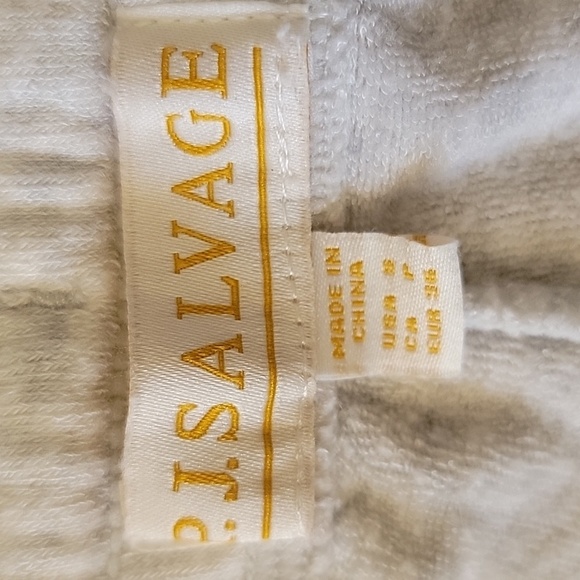 P.J.SALVAGE
MADE IN
CHINA
USA S
CA P
EUR 36